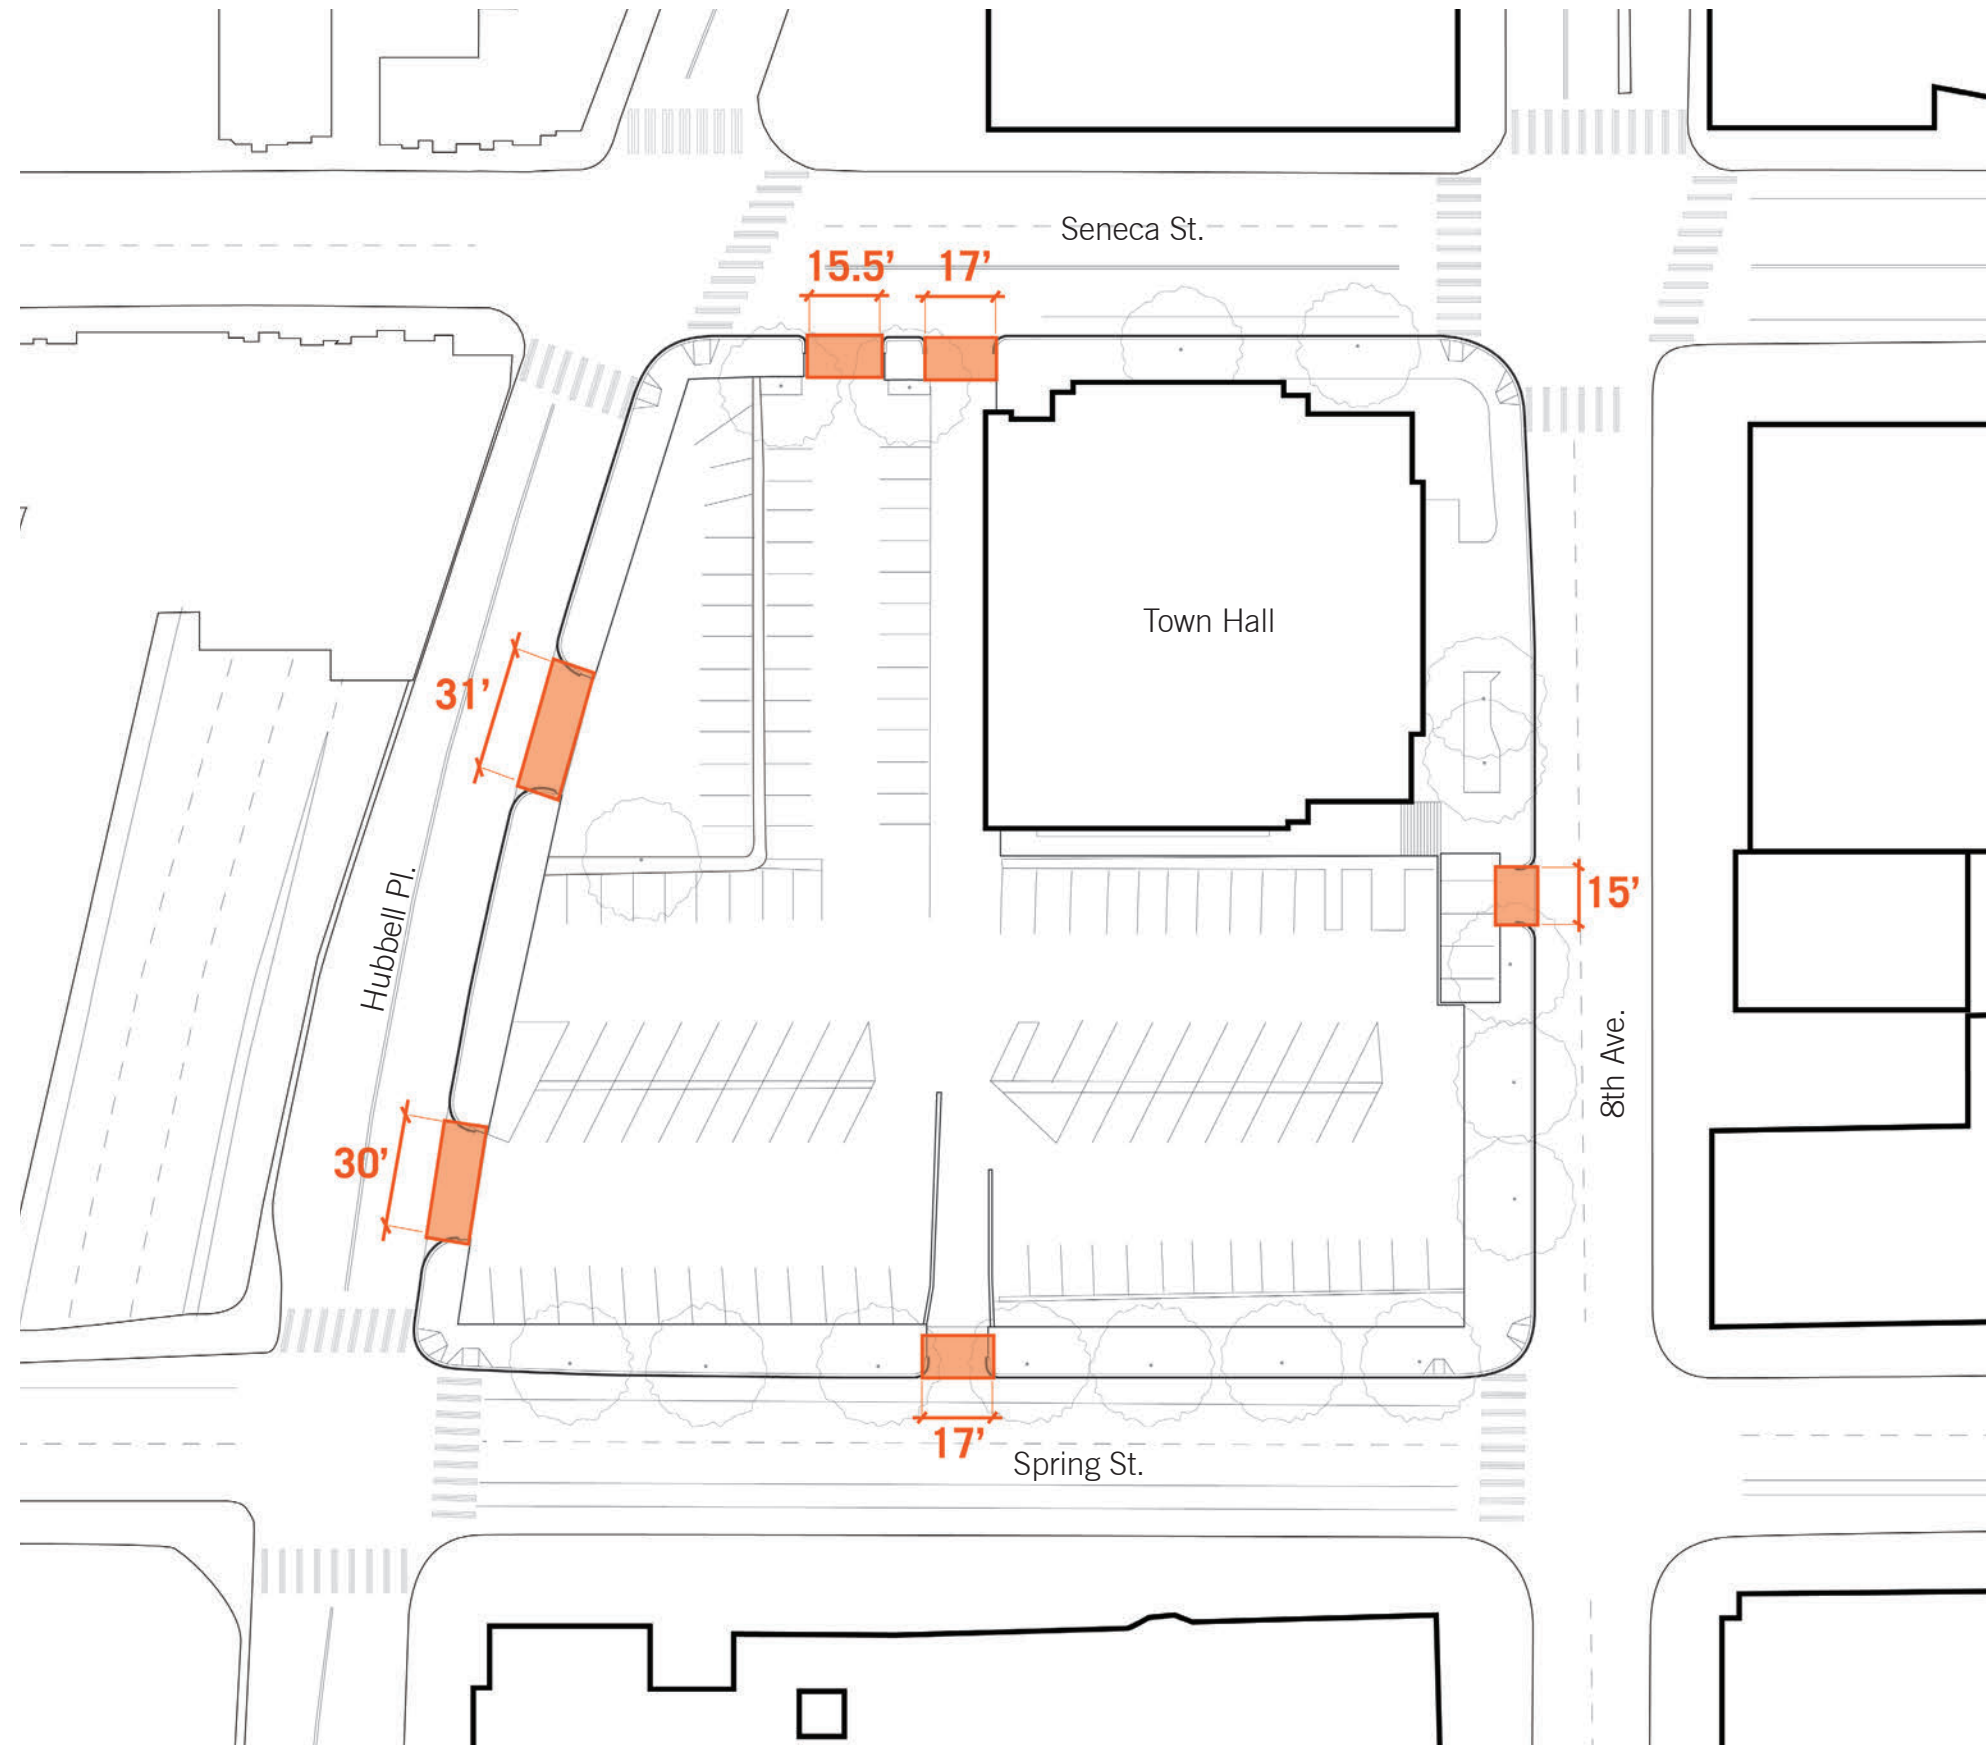 Seneca St.
15.5’ 17’
Town Hall
31’
Hubbell Pl.
15’
8th Ave.
30’
17’
Spring St.